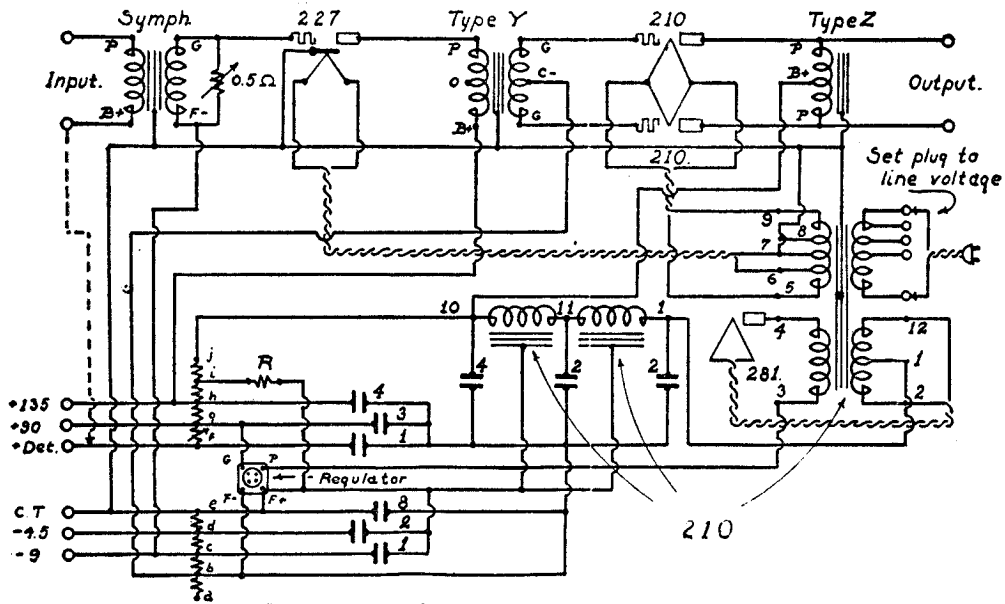 Symph. 227 Type Y 210 Type Z
P G P G P
Input. 0.5 Ω O C- B+ Output.
B+ F- B+ G P
210.
Set plug to
line voltage
9
8
7
6
5
10 11 1 4 12
j
i R 4 2 2 281. 1
h 3 2
+135 g 4
+90 f 3
+Det. 1
G P
- Regulator
F- F+
C.T e 8
-4.5 d 2
-9 c 1
b
a
210